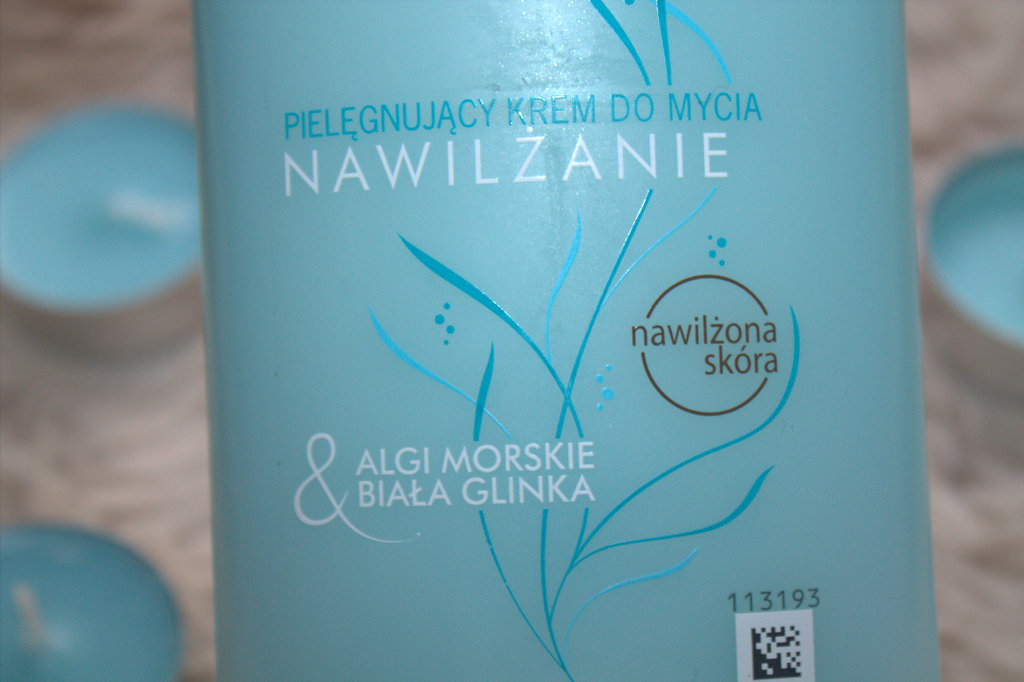 PIELĘGNUJĄCY KREM DO MYCIA
NAWILŻANIE
nawilżona
skóra
& ALGI MORSKIE
BIAŁA GLINKA
113193